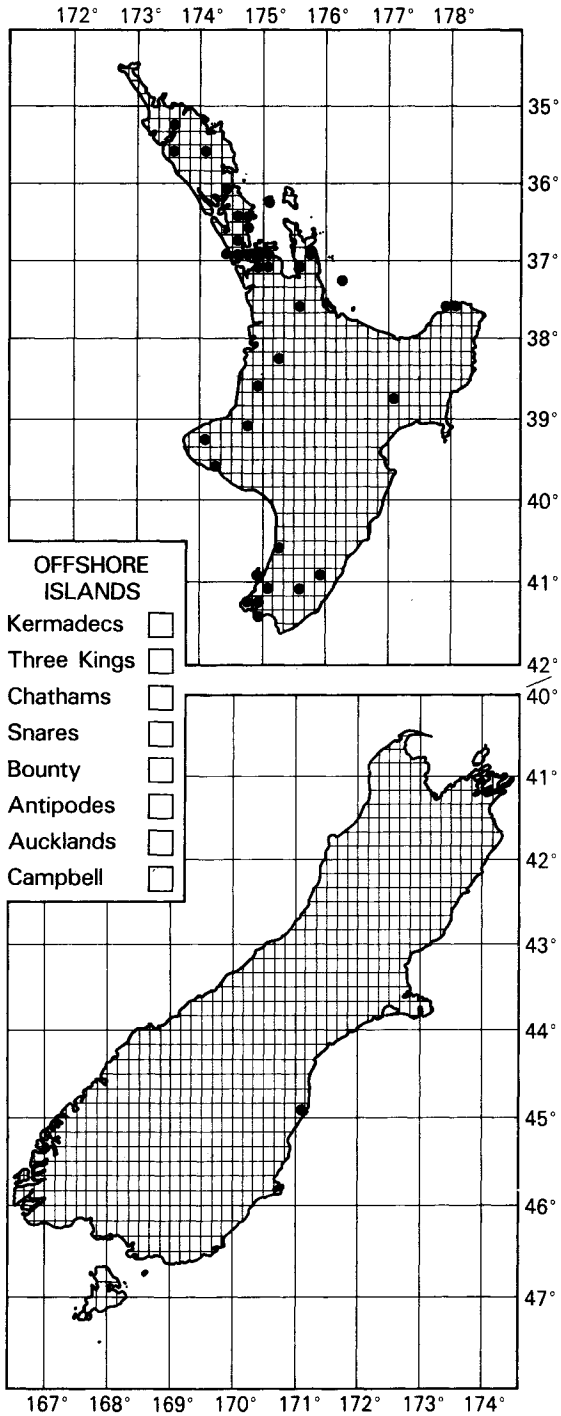 172° 173° 174° 175° 176° 177° 178°
35°
36°
37°
38°
39°
40°
41°
42°
OFFSHORE
ISLANDS
Kermadecs
Three Kings
Chathams
Snares
Bounty
Antipodes
Aucklands
Campbell
40°
41°
42°
43°
44°
45°
46°
47°
167° 168° 169° 170° 171° 172° 173° 174°